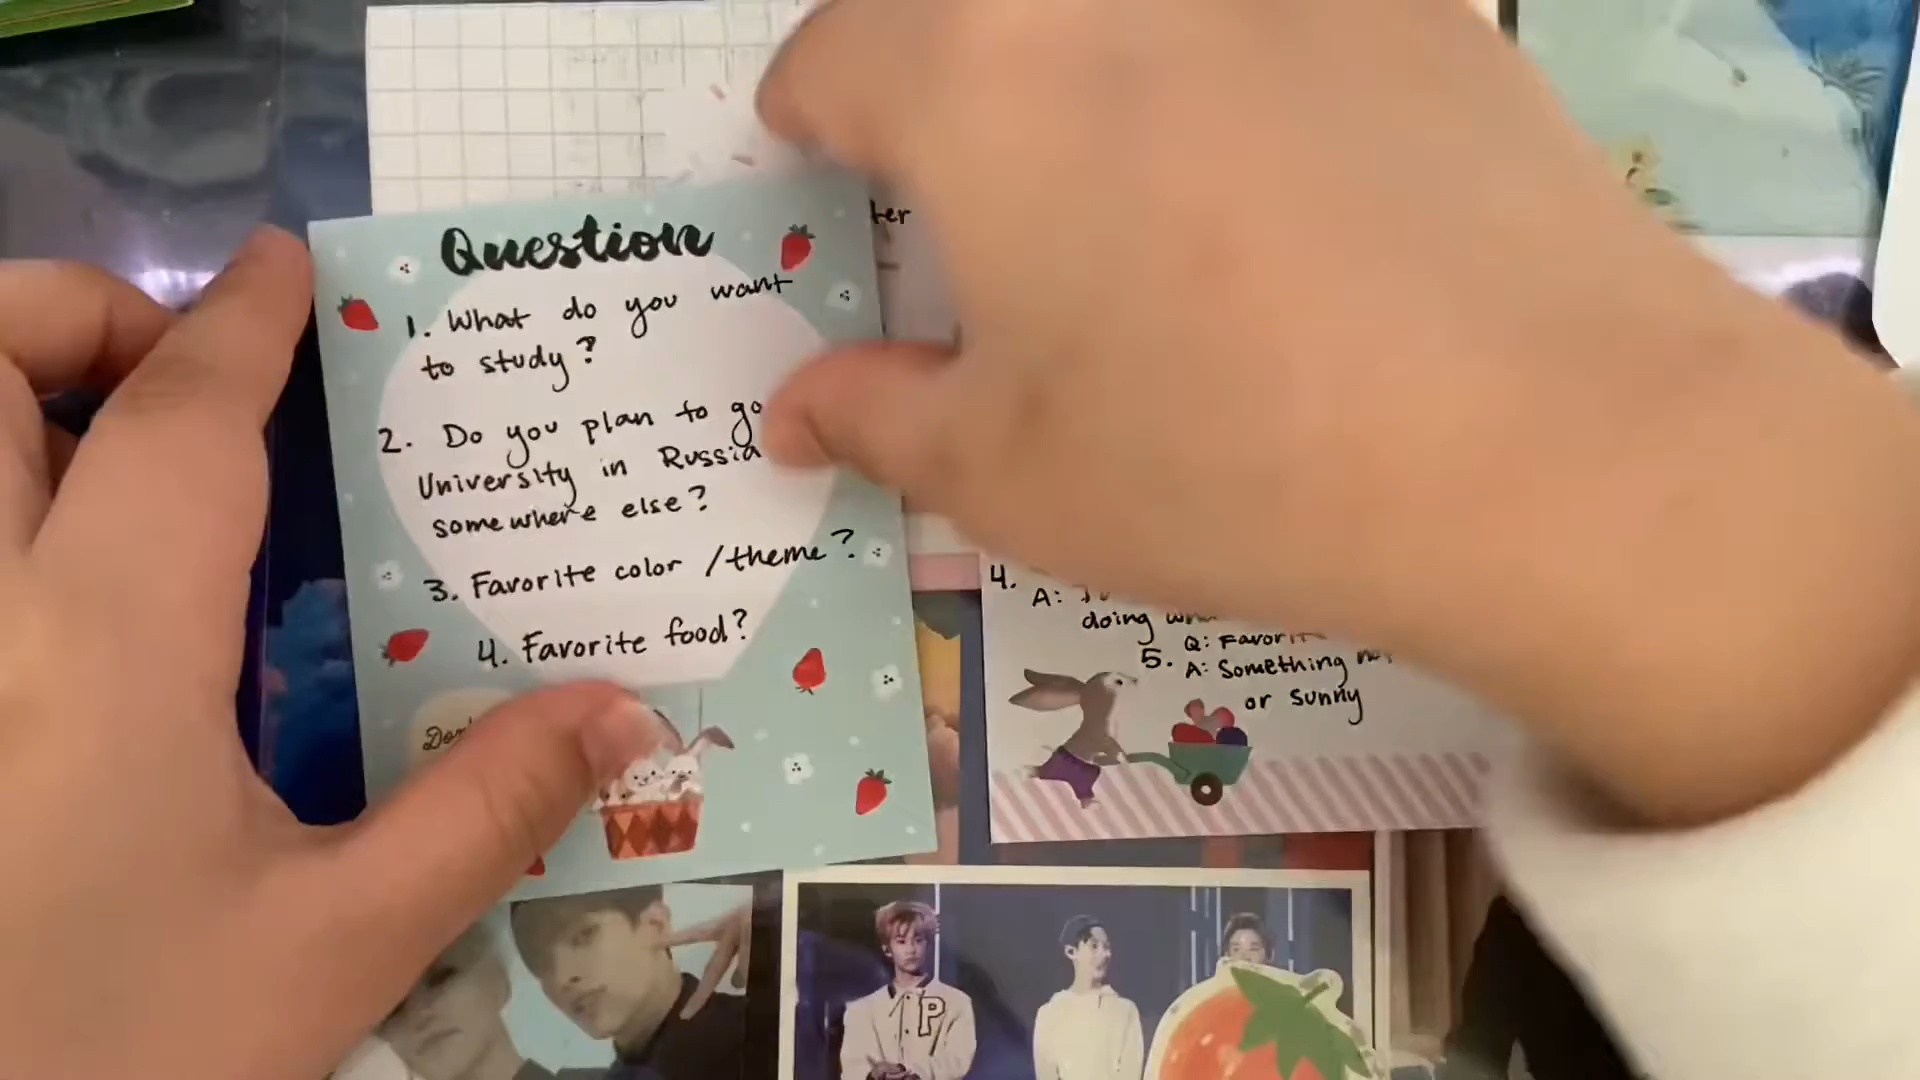 Question
1. What do you want
to study?
2. Do you plan to go
University in Russia
somewhere else?
3. Favorite color /theme?
4. Favorite food?
ter
4.
A:
doing
Q:
5. A: Something
or sunny
P